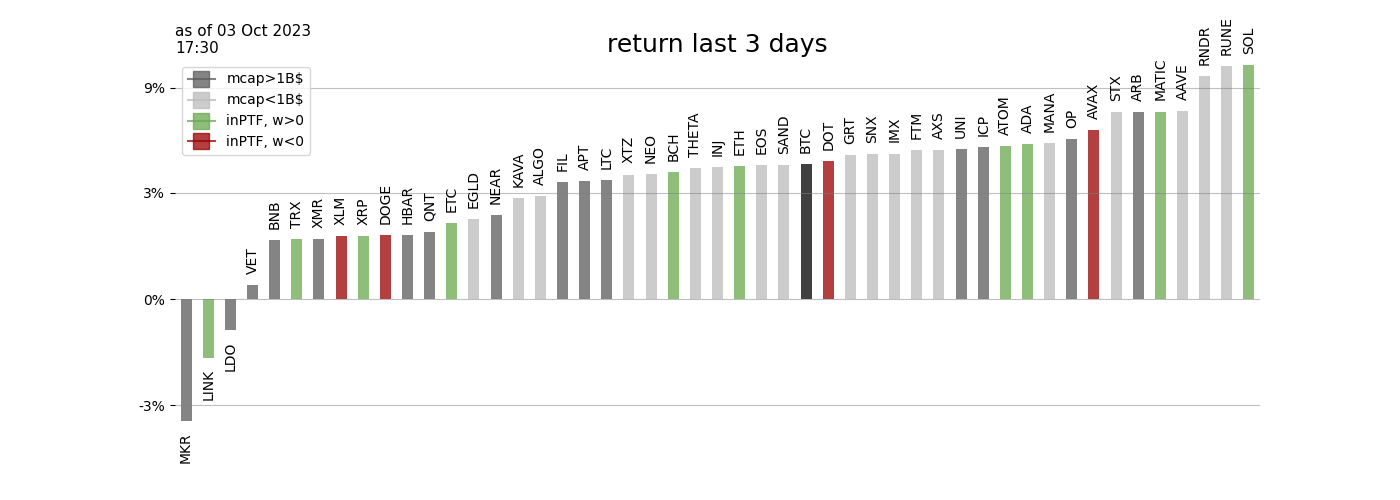 as of 03 Oct 2023
17:30
return last 3 days
mcap>1B$
mcap<1B$
inPTF, w>0
inPTF, w<0
9%
3%
0%
-3%
MKR
LINK
LDO
VET
BNB
TRX
XMR
XLM
XRP
DOGE
HBAR
QNT
ETC
EGLD
NEAR
KAVA
ALGO
FIL
APT
LTC
XTZ
NEO
BCH
THETA
INJ
ETH
EOS
SAND
BTC
DOT
GRT
SNX
IMX
FTM
AXS
UNI
ICP
ATOM
ADA
MANA
OP
AVAX
STX
ARB
MATIC
AAVE
RNDR
RUNE
SOL